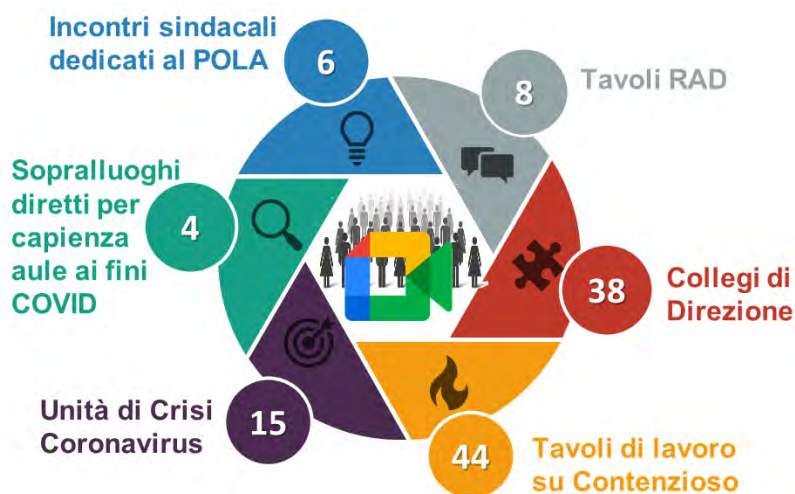 Incontri sindacali
dedicati al POLA
6
8
Tavoli RAD
Sopralluoghi
diretti per
capienza
aule ai fini
COVID
4
38
Collegi di
Direzione
Unità di Crisi
Coronavirus
15
44
Tavoli di lavoro
su Contenzioso